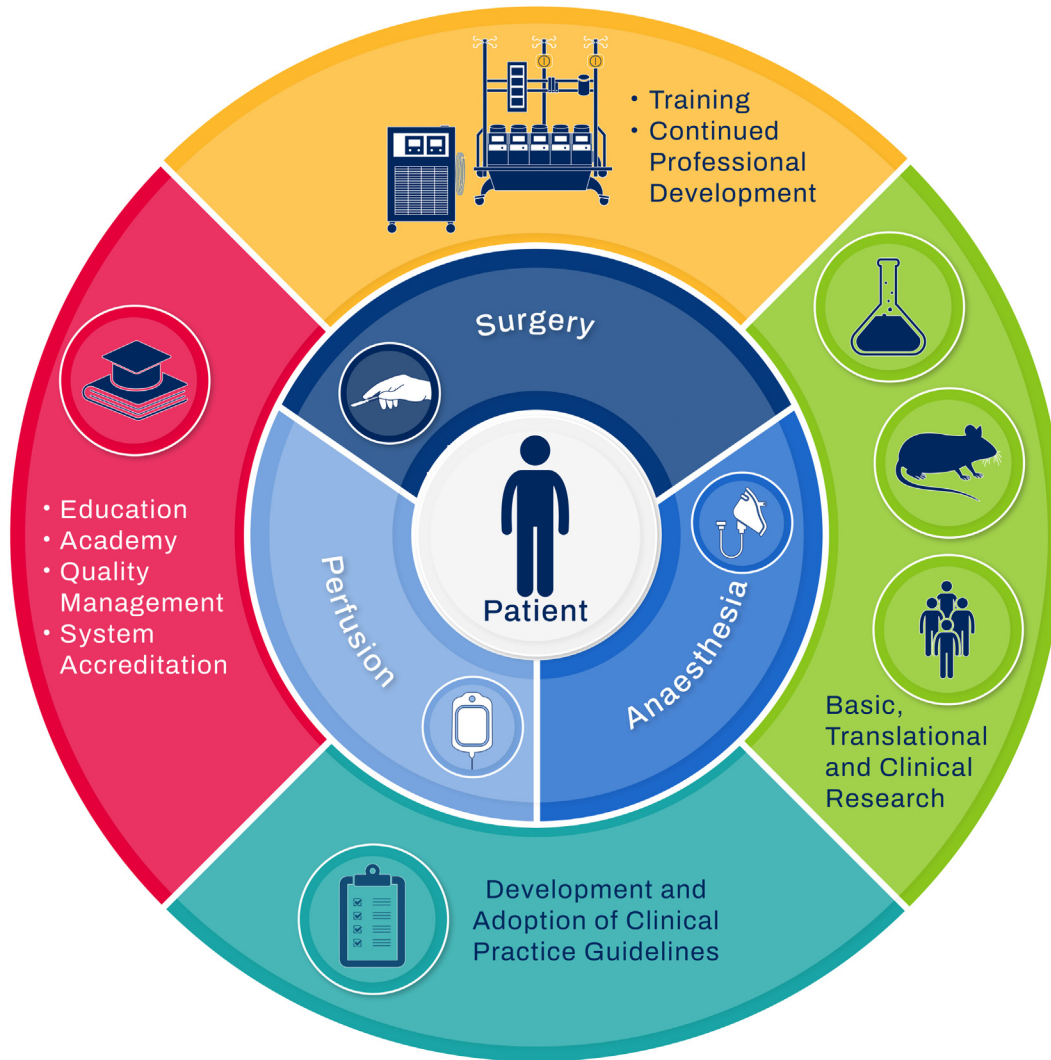 • Training
• Continued
Professional
Development
Surgery
Patient
Perfusion
Anaesthesia
• Education
• Academy
• Quality
Management
• System
Accreditation
Basic,
Translational
and Clinical
Research
Development and
Adoption of Clinical
Practice Guidelines